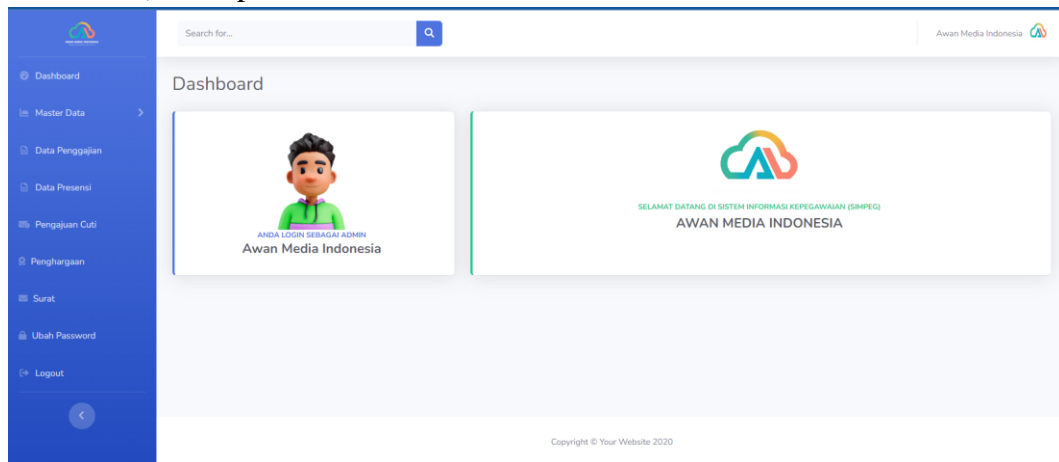 Search for...
Awan Media Indonesia
Dashboard
Master Data
Data Penggajian
Data Presensi
Pengajuan Cuti
Penghargaan
Surat
Ubah Password
Logout
Dashboard
ANDA LOGIN SEBAGAI ADMIN
Awan Media Indonesia
SELAMAT DATANG DI SISTEM INFORMASI KEPEGAWAIAN (SIMPEG)
AWAN MEDIA INDONESIA
Copyright © Your Website 2020